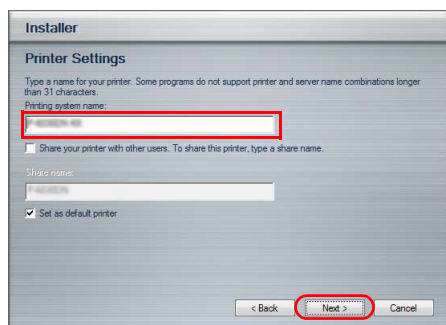 Installer
Printer Settings
Type a name for your printer. Some programs do not support printer and server name combinations longer
than 31 characters.
Printing system name:
Share your printer with other users. To share this printer, type a share name.
Share name:
Set as default printer
< Back
Next >
Cancel